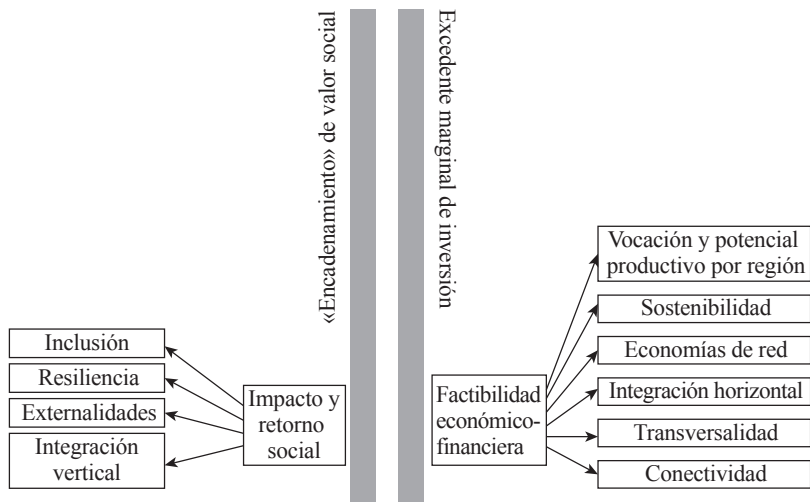 «Encadenamiento» de valor social
Excedente marginal de inversión
Inclusión
Resiliencia
Externalidades
Integración
vertical
Impacto y
retorno
social
Factibilidad
económico-
financiera
Vocación y potencial
productivo por región
Sostenibilidad
Economías de red
Integración horizontal
Transversalidad
Conectividad